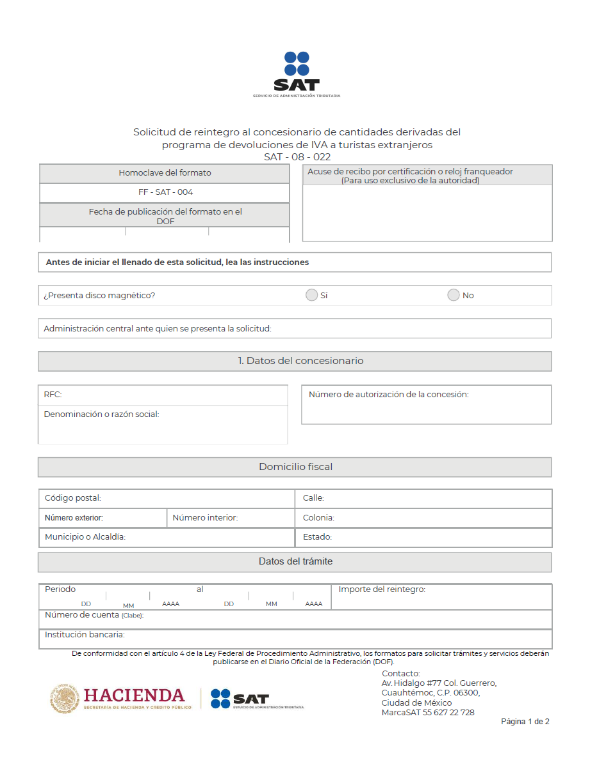 SAT
SERVICIO DE ADMINISTRACIÓN TRIBUTARIA
Solicitud de reintegro al concesionario de cantidades derivadas del
programa de devoluciones de IVA a turistas extranjeros
SAT - 08 - 022
Homoclave del formato
FF - SAT - 004
Fecha de publicación del formato en el
DOF
Acuse de recibo por certificación o reloj franqueador
(Para uso exclusivo de la autoridad)
Antes de iniciar el llenado de esta solicitud, lea las instrucciones
¿Presenta disco magnético?
Si
No
Administración central ante quien se presenta la solicitud:
1. Datos del concesionario
RFC:
Número de autorización de la concesión:
Denominación o razón social:
Domicilio fiscal
Código postal:
Calle:
Número exterior:
Número interior:
Colonia:
Municipio o Alcaldía:
Estado:
Datos del trámite
Periodo
al
Importe del reintegro:
DD MM AAAA DD MM AAAA
Número de cuenta (Clabe):
Institución bancaria:
De conformidad con el artículo 4 de la Ley Federal de Procedimiento Administrativo, los formatos para solicitar trámites y servicios deberán
publicarse en el Diario Oficial de la Federación (DOF).
HACIENDA
SECRETARÍA DE HACIENDA Y CRÉDITO PÚBLICO
SAT
SERVICIO DE ADMINISTRACIÓN TRIBUTARIA
Contacto:
Av. Hidalgo #77 Col. Guerrero,
Cuauhtémoc, C.P. 06300,
Ciudad de México
MarcaSAT 55 627 22 728
Página 1 de 2